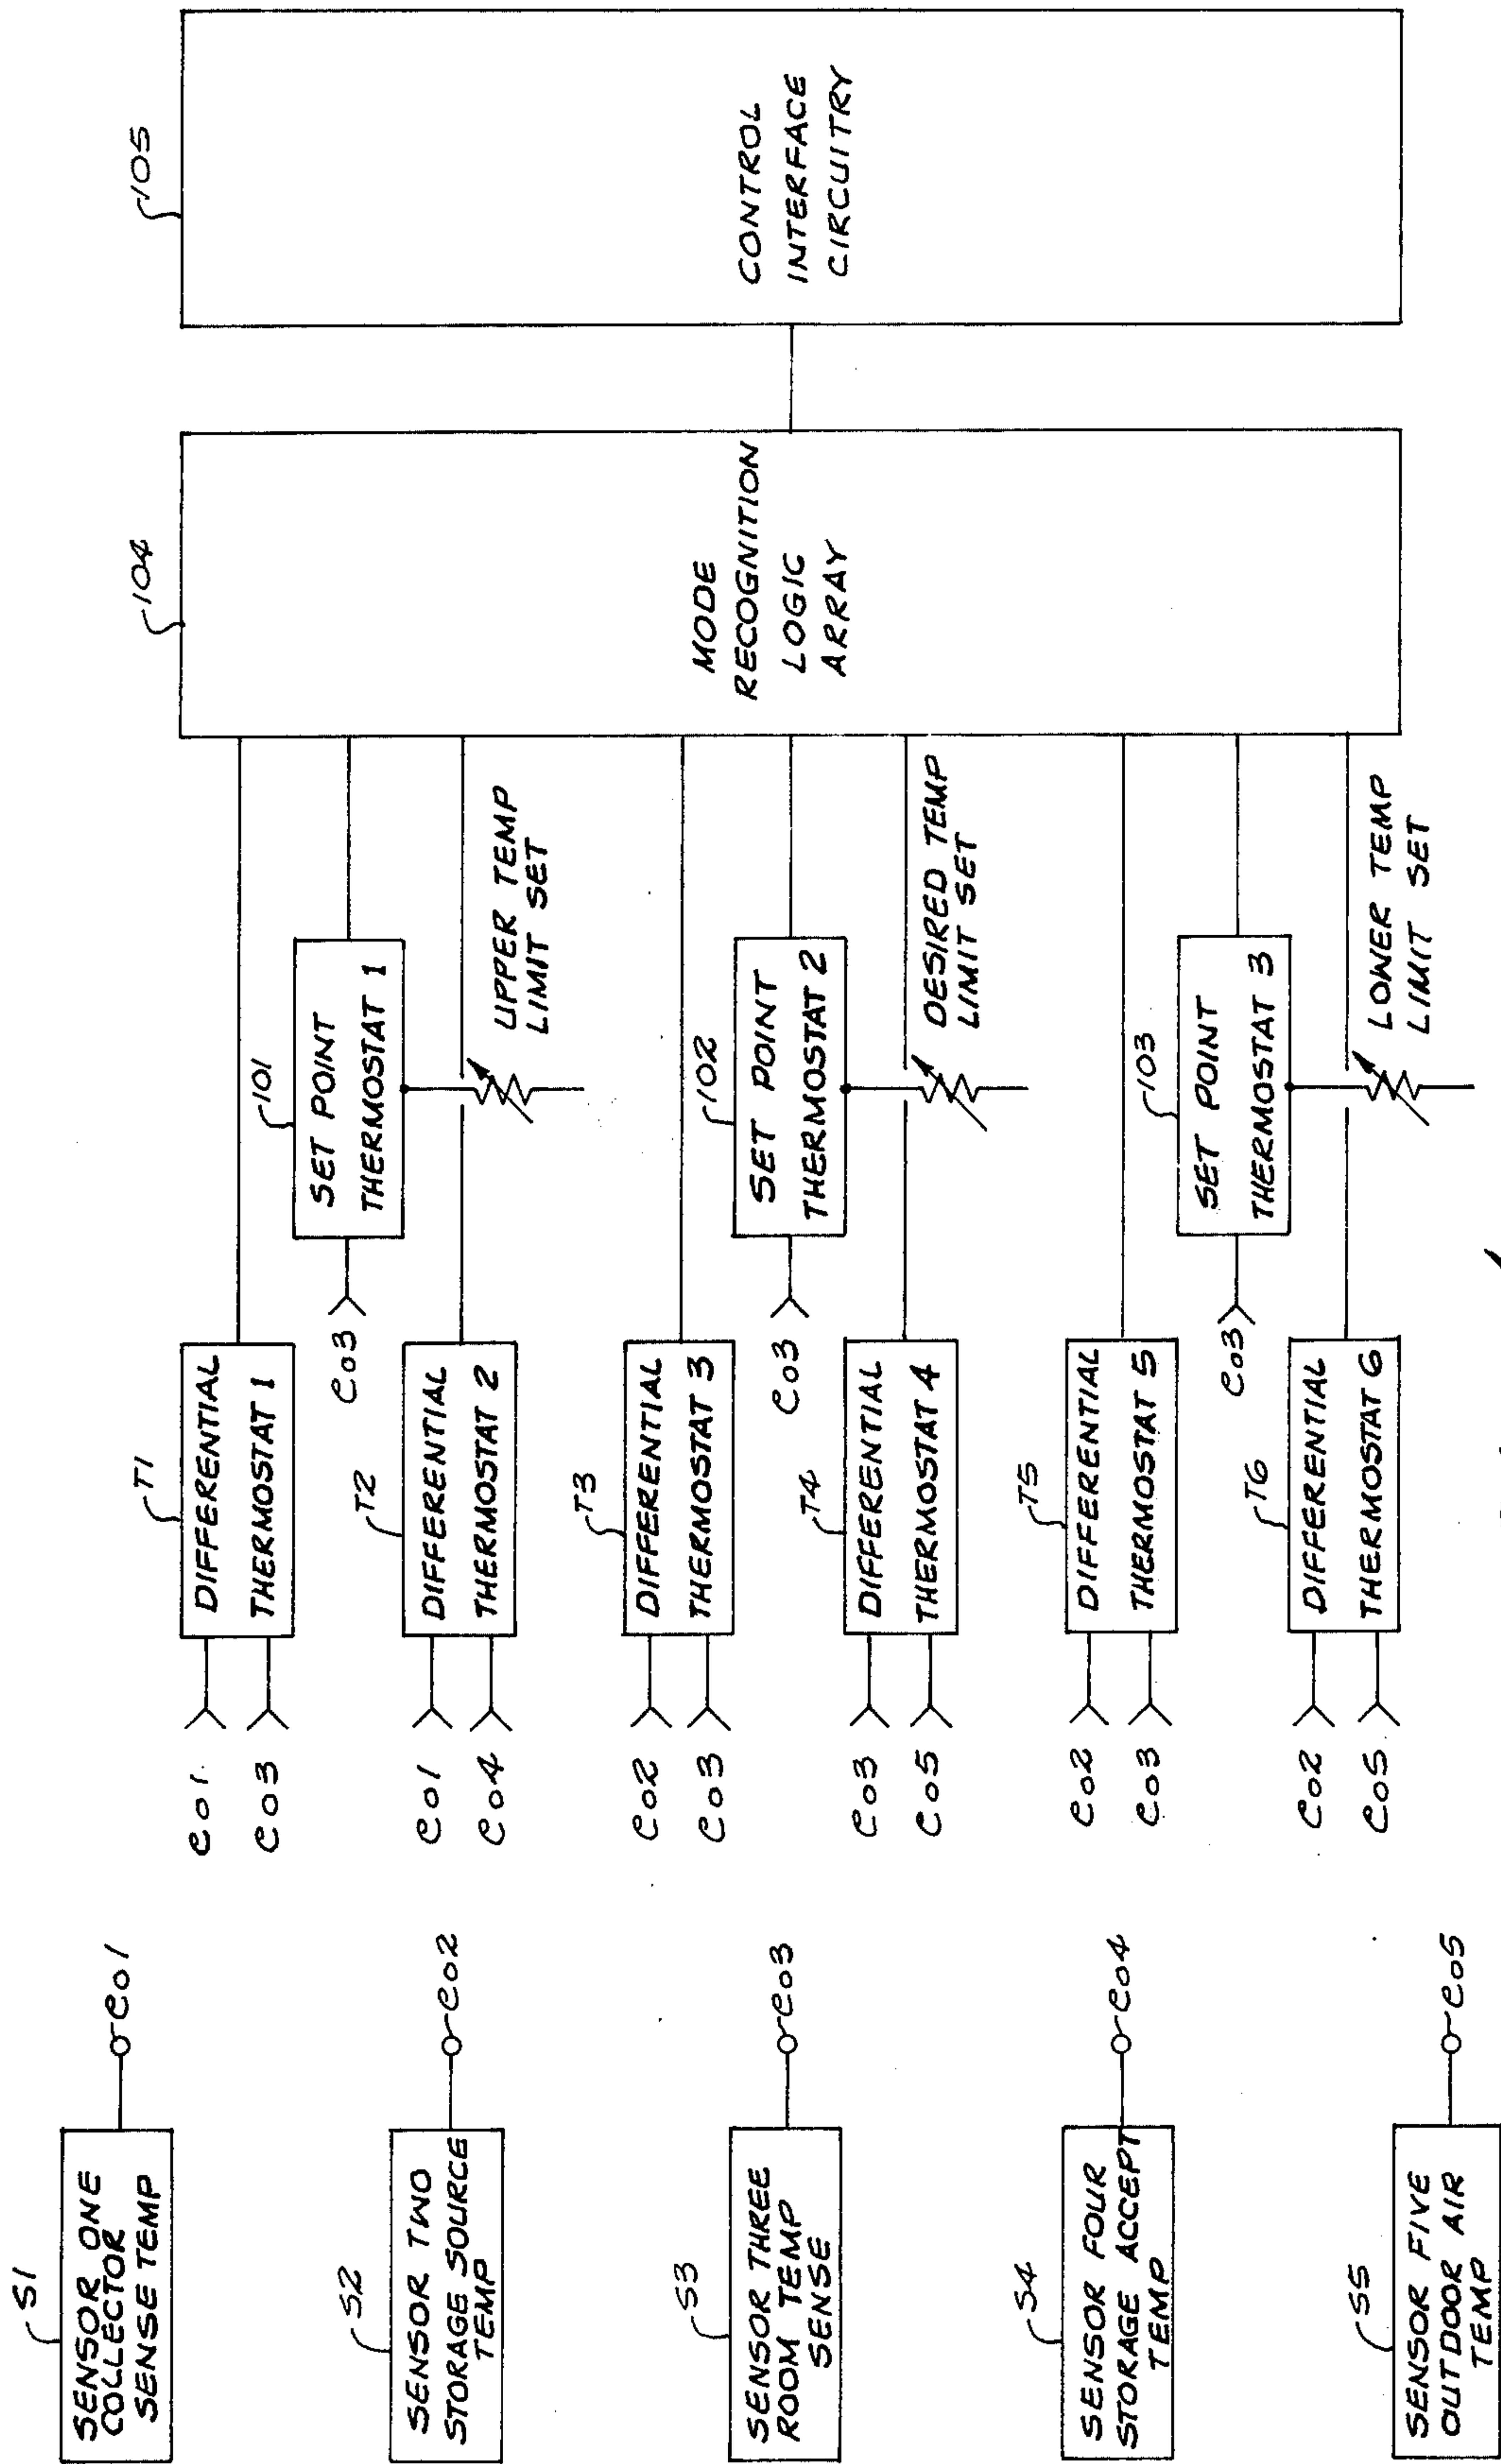 S1
SENSOR ONE
COLLECTOR
SENSE TEMP
eo1
S2
SENSOR TWO
STORAGE SOURCE
TEMP
eo2
S3
SENSOR THREE
ROOM TEMP
SENSE
eo3
S4
SENSOR FOUR
STORAGE ACCEPT
TEMP
eo4
S5
SENSOR FIVE
OUTDOOR AIR
TEMP
eo5
eo1
eo3
T1
DIFFERENTIAL
THERMOSTAT 1
eo1
eo4
T2
DIFFERENTIAL
THERMOSTAT 2
eo2
eo3
T3
DIFFERENTIAL
THERMOSTAT 3
eo3
eo5
T4
DIFFERENTIAL
THERMOSTAT 4
eo2
eo3
T5
DIFFERENTIAL
THERMOSTAT 5
eo2
eo5
T6
DIFFERENTIAL
THERMOSTAT 6
eo3
101
SET POINT
THERMOSTAT 1
UPPER TEMP
LIMIT SET
eo3
102
SET POINT
THERMOSTAT 2
DESIRED TEMP
LIMIT SET
eo3
103
SET POINT
THERMOSTAT 3
LOWER TEMP
LIMIT SET
104
MODE
RECOGNITION
LOGIC
ARRAY
105
CONTROL
INTERFACE
CIRCUITRY